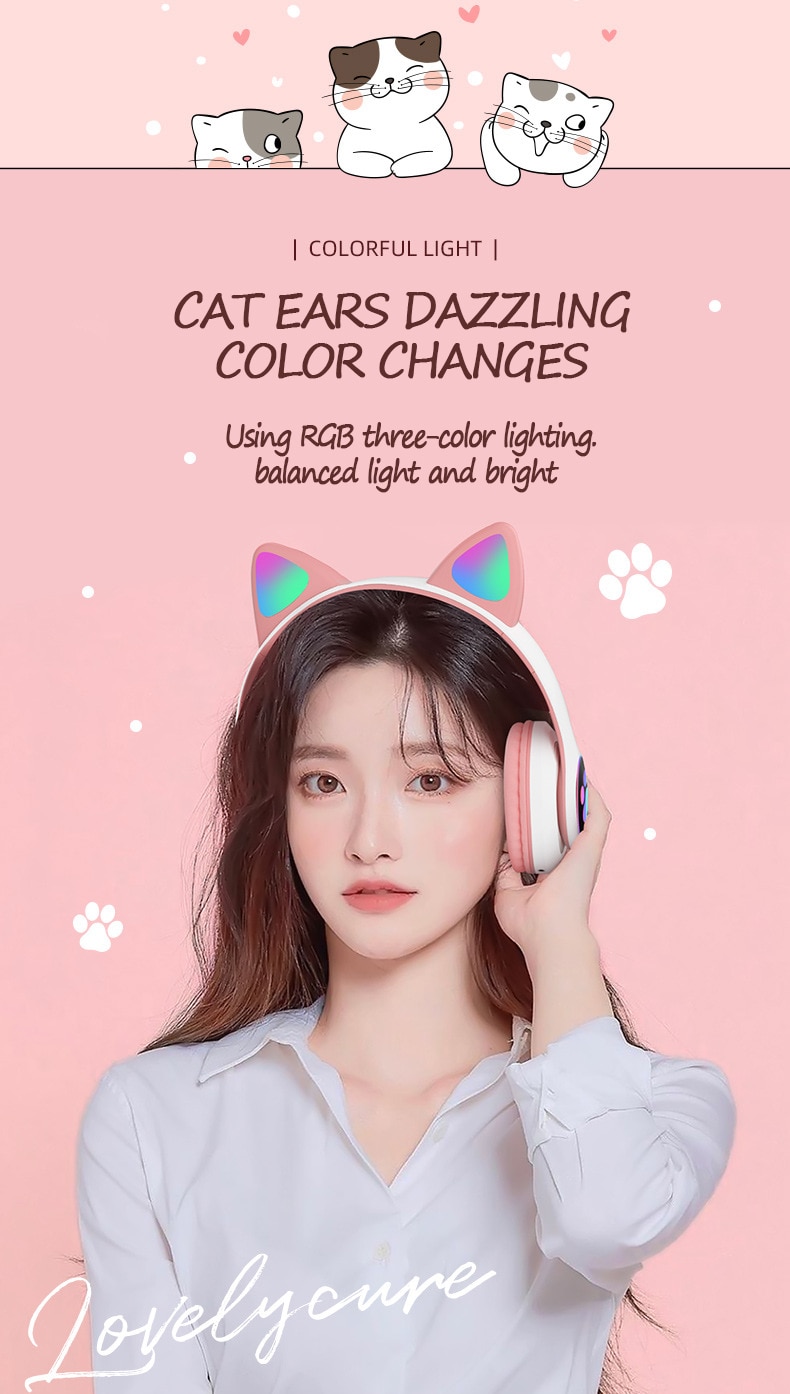 | COLORFUL LIGHT |
CAT EARS DAZZLING
COLOR CHANGES
Using RGB three-color lighting.
balanced light and bright
Lovelycure